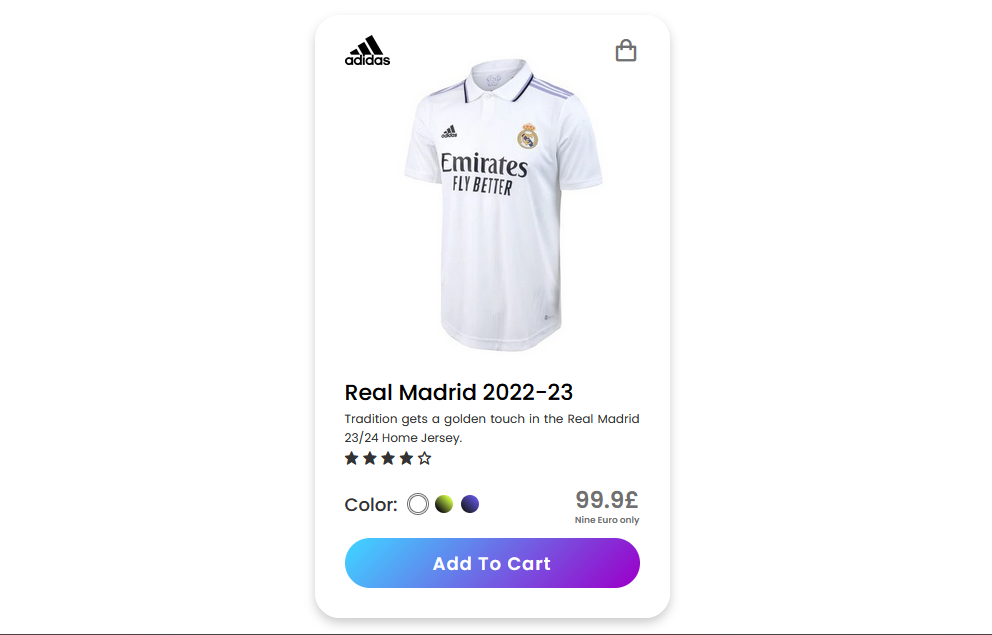 adidas
adidas
Emirates
FLY BETTER
Real Madrid 2022-23
Tradition gets a golden touch in the Real Madrid
23/24 Home Jersey.
Color:
99.9£
Nine Euro only
Add To Cart